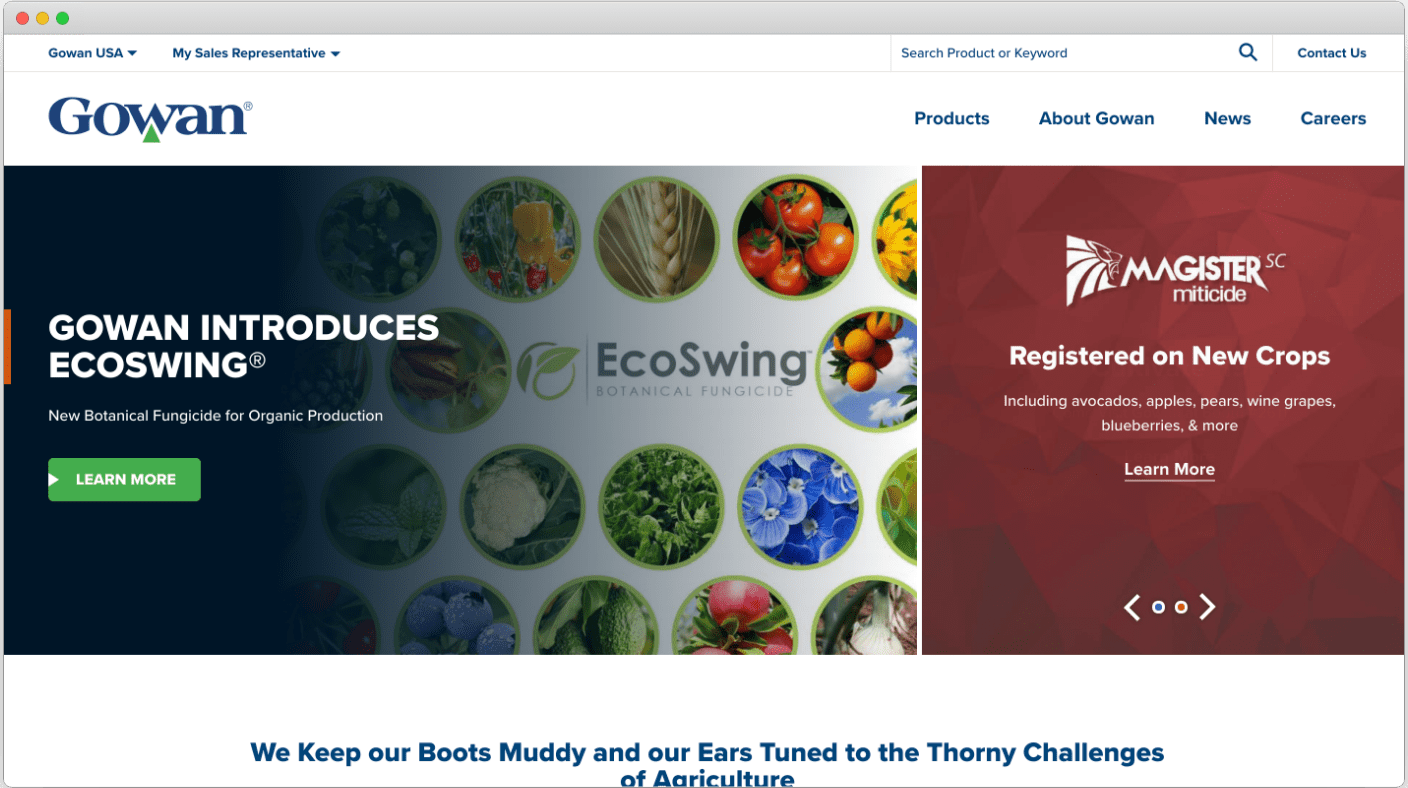 Gowan USA
My Sales Representative
Search Product or Keyword
Contact Us
Gowan®
Products
About Gowan
News
Careers
GOWAN INTRODUCES
ECOSWING®
New Botanical Fungicide for Organic Production
LEARN MORE
EcoSwing™
BOTANICAL FUNGICIDE
MAGISTER SC
miticide
Registered on New Crops
Including avocados, apples, pears, wine grapes,
blueberries, & more
Learn More
We Keep our Boots Muddy and our Ears Tuned to the Thorny Challenges
of Agriculture